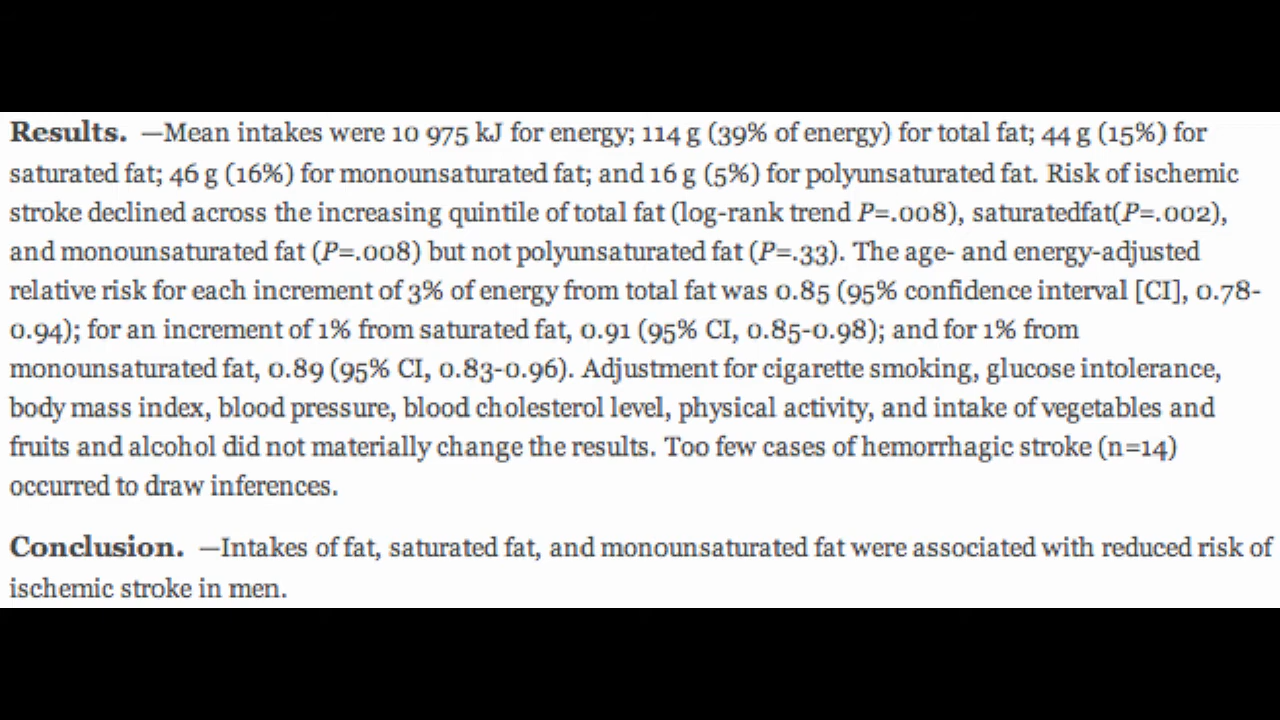 Results. —Mean intakes were 10 975 kJ for energy; 114 g (39% of energy) for total fat; 44 g (15%) for
saturated fat; 46 g (16%) for monounsaturated fat; and 16 g (5%) for polyunsaturated fat. Risk of ischemic
stroke declined across the increasing quintile of total fat (log-rank trend P=.008), saturatedfat(P=.002),
and monounsaturated fat (P=.008) but not polyunsaturated fat (P=.33). The age- and energy-adjusted
relative risk for each increment of 3% of energy from total fat was 0.85 (95% confidence interval [CI], 0.78-
0.94); for an increment of 1% from saturated fat, 0.91 (95% CI, 0.85-0.98); and for 1% from
monounsaturated fat, 0.89 (95% CI, 0.83-0.96). Adjustment for cigarette smoking, glucose intolerance,
body mass index, blood pressure, blood cholesterol level, physical activity, and intake of vegetables and
fruits and alcohol did not materially change the results. Too few cases of hemorrhagic stroke (n=14)
occurred to draw inferences.
Conclusion. —Intakes of fat, saturated fat, and monounsaturated fat were associated with reduced risk of
ischemic stroke in men.